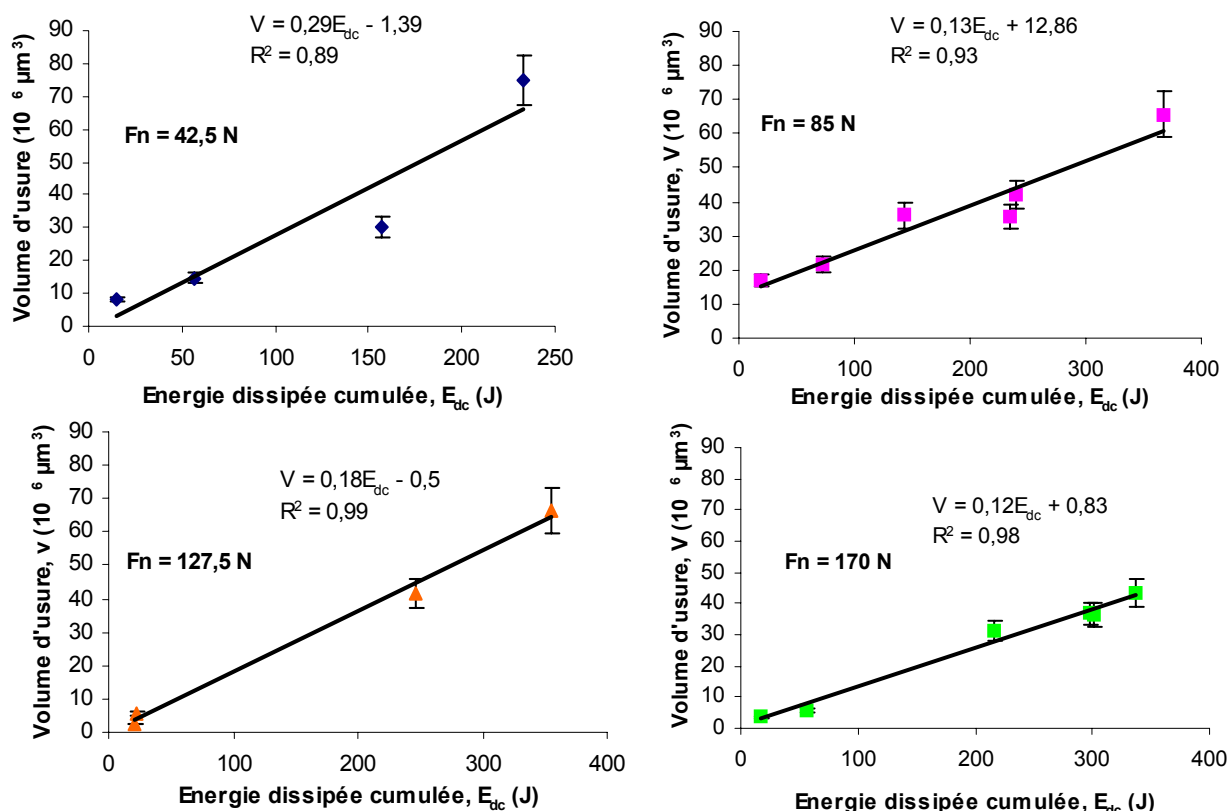 V = 0,29E_dc - 1,39
R² = 0,89
Fn = 42,5 N
Volume d'usure (10 ⁶ µm³)
90
80
70
60
50
40
30
20
10
0
0 50 100 150 200 250
Energie dissipée cumulée, E_dc (J)
V = 0,13E_dc + 12,86
R² = 0,93
Fn = 85 N
Volume d'usure, V (10 ⁶ µm³)
90
80
70
60
50
40
30
20
10
0
0 100 200 300 400
Energie dissipée cumulée, E_dc (J)
V = 0,18E_dc - 0,5
R² = 0,99
Fn = 127,5 N
Volume d'usure, v (10 ⁶ µm³)
90
80
70
60
50
40
30
20
10
0
0 100 200 300 400
Energie dissipée cumulée, E_dc (J)
V = 0,12E_dc + 0,83
R² = 0,98
Fn = 170 N
Volume d'usure, V (10 ⁶ µm³)
90
80
70
60
50
40
30
20
10
0
0 100 200 300 400
Energie dissipée cumulée, E_dc (J)